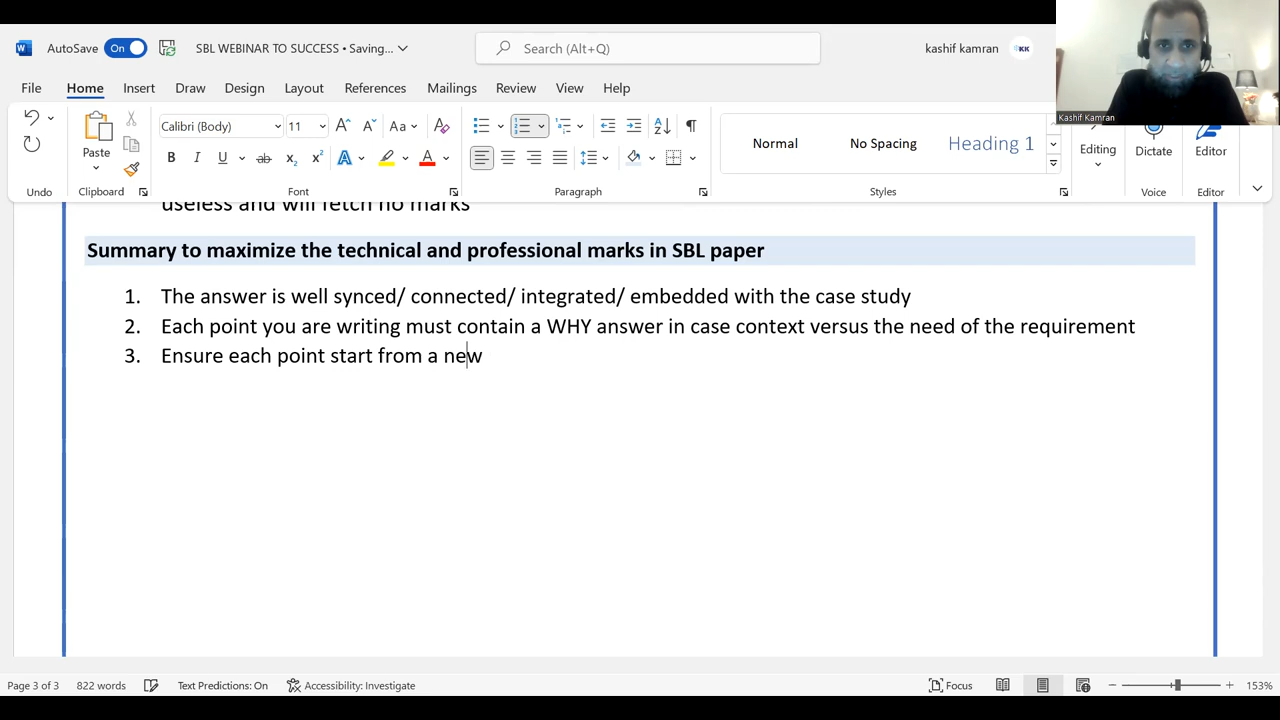 AutoSave On SBL WEBINAR TO SUCCESS • Saving... Search (Alt+Q) kashif kamran KK
File Home Insert Draw Design Layout References Mailings Review View Help
Kashif Kamran
Calibri (Body) 11 Aa
Normal No Spacing Heading 1
Paste Editing Dictate Editor
Undo Clipboard Font Paragraph Styles Voice Editor
useless and will fetch no marks
Summary to maximize the technical and professional marks in SBL paper
1. The answer is well synced/ connected/ integrated/ embedded with the case study
2. Each point you are writing must contain a WHY answer in case context versus the need of the requirement
3. Ensure each point start from a new
Page 3 of 3 822 words Text Predictions: On Accessibility: Investigate Focus 153%